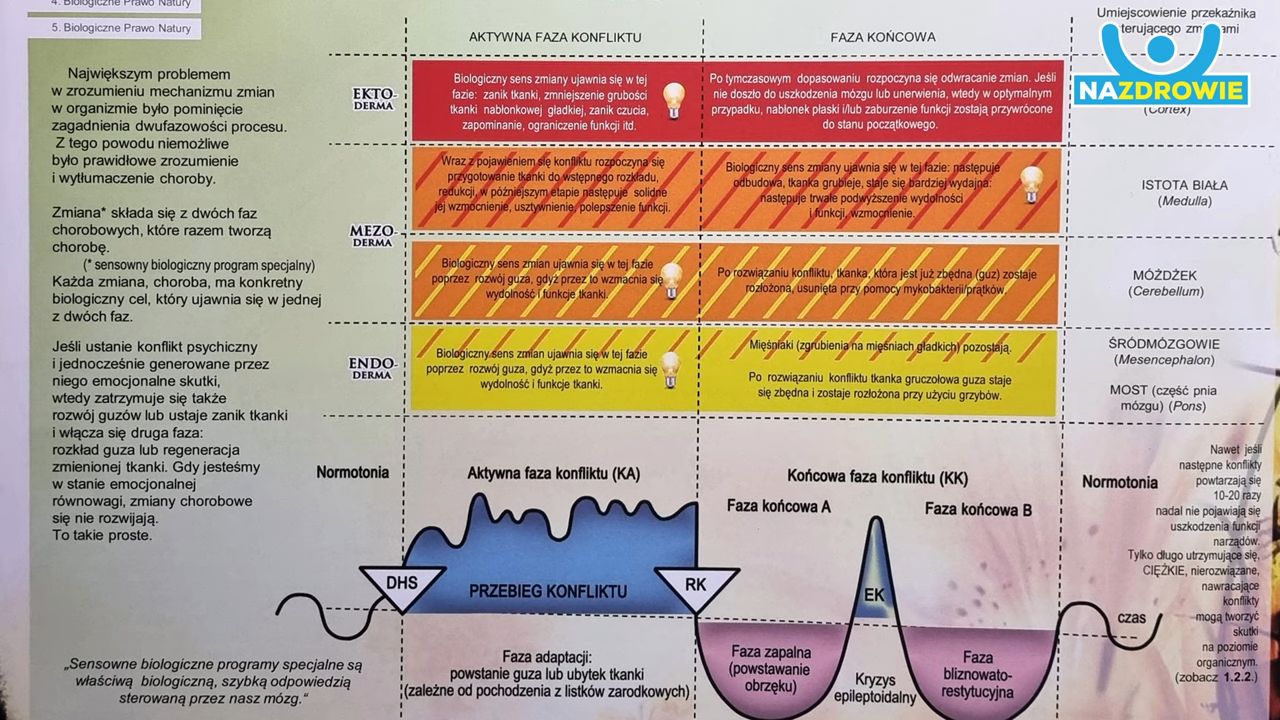 4. Biologiczne Prawo Natury
5. Biologiczne Prawo Natury
Największym problemem
w zrozumieniu mechanizmu zmian
w organizmie było pominięcie
zagadnienia dwufazowości procesu.
Z tego powodu niemożliwe
było prawidłowe zrozumienie
i wytłumaczenie choroby.
Zmiana* składa się z dwóch faz
chorobowych, które razem tworzą
chorobę.
(* sensowny biologiczny program specjalny)
Każda zmiana, choroba, ma konkretny
biologiczny cel, który ujawnia się w jednej
z dwóch faz.
Jeśli ustanie konflikt psychiczny
i jednocześnie generowane przez
niego emocjonalne skutki,
wtedy zatrzymuje się także
rozwój guzów lub ustaje zanik tkanki
i włącza się druga faza:
rozkład guza lub regeneracja
zmienionej tkanki. Gdy jesteśmy
w stanie emocjonalnej
równowagi, zmiany chorobowe
się nie rozwijają.
To takie proste.
„Sensowne biologiczne programy specjalne są
właściwą biologiczną, szybką odpowiedzią
sterowaną przez nasz mózg.“
AKTYWNA FAZA KONFLIKTU
FAZA KOŃCOWA
Umiejscowienie przekaźnika
NAZDROWIE
(Cortex)
EKTO-
DERMA
Biologiczny sens zmiany ujawnia się w tej
fazie: zanik tkanki, zmniejszenie grubości
tkanki nabłonkowej gładkiej, zanik czucia,
zapominanie, ograniczenie funkcji itd.
Po tymczasowym dopasowaniu rozpoczyna się odwracanie zmian. Jeśli
nie doszło do uszkodzenia mózgu lub unerwienia, wtedy w optymalnym
przypadku, nabłonek płaski i/lub zaburzenie funkcji zostają przywrócone
do stanu początkowego.
MEZO-
DERMA
Wraz z pojawieniem się konfliktu rozpoczyna się
przygotowanie tkanki do wstępnego rozkładu,
redukcji, w późniejszym etapie następuje solidne
jej wzmocnienie, usztywnienie, polepszenie funkcji.
Biologiczny sens zmiany ujawnia się w tej fazie: następuje
odbudowa, tkanka grubieje, staje się bardziej wydajna:
następuje trwałe podwyższenie wydolności
i funkcji, wzmocnienie.
ISTOTA BIAŁA
(Medulla)
Biologiczny sens zmian ujawnia się w tej fazie
poprzez rozwój guza, gdyż przez to wzmacnia się
wydolność i funkcje tkanki.
Po rozwiązaniu konfliktu, tkanka, która jest już zbędna (guz) zostaje
rozłożona, usunięta przy pomocy mykobakterii/prątków.
MÓŻDŻEK
(Cerebellum)
ENDO-
DERMA
Biologiczny sens zmian ujawnia się w tej fazie
poprzez rozwój guza, gdyż przez to wzmacnia się
wydolność i funkcje tkanki.
Mięśniaki (zgrubienia na mięśniach gładkich) pozostają.
Po rozwiązaniu konfliktu tkanka gruczołowa guza staje
się zbędna i zostaje rozłożona przy użyciu grzybów.
ŚRÓDMÓZGOWIE
(Mesencephalon)
MOST (część pnia
mózgu) (Pons)
Normotonia
Aktywna faza konfliktu (KA)
Końcowa faza konfliktu (KK)
Faza końcowa A
Faza końcowa B
Normotonia
DHS
PRZEBIEG KONFLIKTU
RK
EK
czas
Faza adaptacji:
powstanie guza lub ubytek tkanki
(zależne od pochodzenia z listków zarodkowych)
Faza zapalna
(powstawanie
obrzęku)
Kryzys
epileptoidalny
Faza
bliznowato-
restytucyjna
Nawet jeśli
następne konflikty
powtarzają się
10-20 razy
nadal nie pojawiają się
uszkodzenia funkcji
narządów.
Tylko długo utrzymujące się,
CIĘŻKIE, nierozwiązane,
nawracające
konflikty
mogą tworzyć
skutki
na poziomie
organicznym.
(zobacz 1.2.2.)